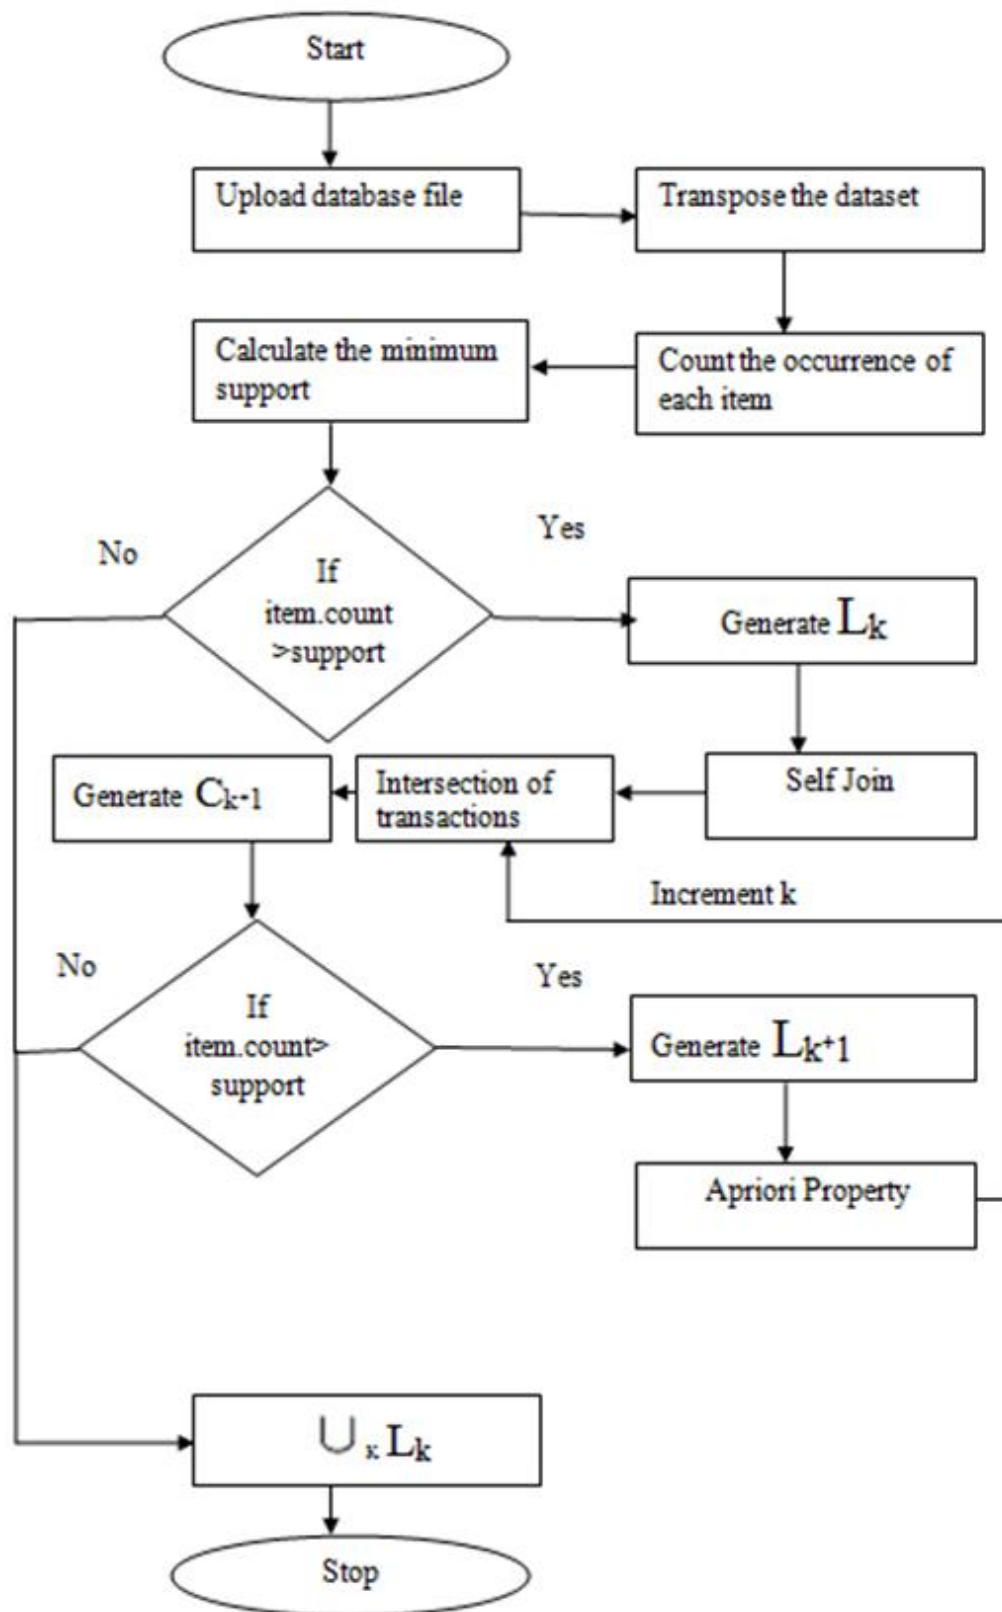 Start
Upload database file
Transpose the dataset
Calculate the minimum
support
Count the occurrence of
each item
No
Yes
If
item.count
>support
Generate Lk
Generate Ck-1
Intersection of
transactions
Self Join
Increment k
No
Yes
If
item.count>
support
Generate Lk+1
Apriori Property
∪ K Lk
Stop